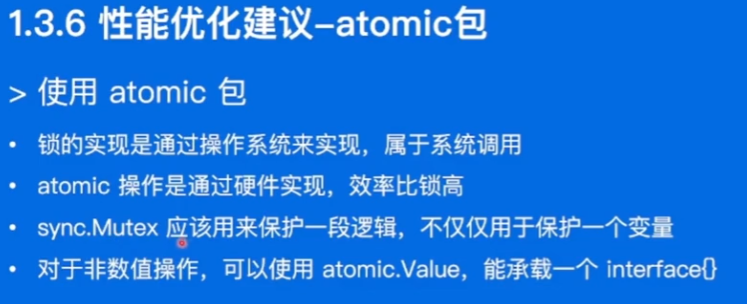 1.3.6 性能优化建议-atomic包
> 使用 atomic 包
• 锁的实现是通过操作系统来实现，属于系统调用
• atomic 操作是通过硬件实现，效率比锁高
• sync.Mutex 应该用来保护一段逻辑，不仅仅用于保护一个变量
• 对于非数值操作，可以使用 atomic.Value，能承载一个 interface{}